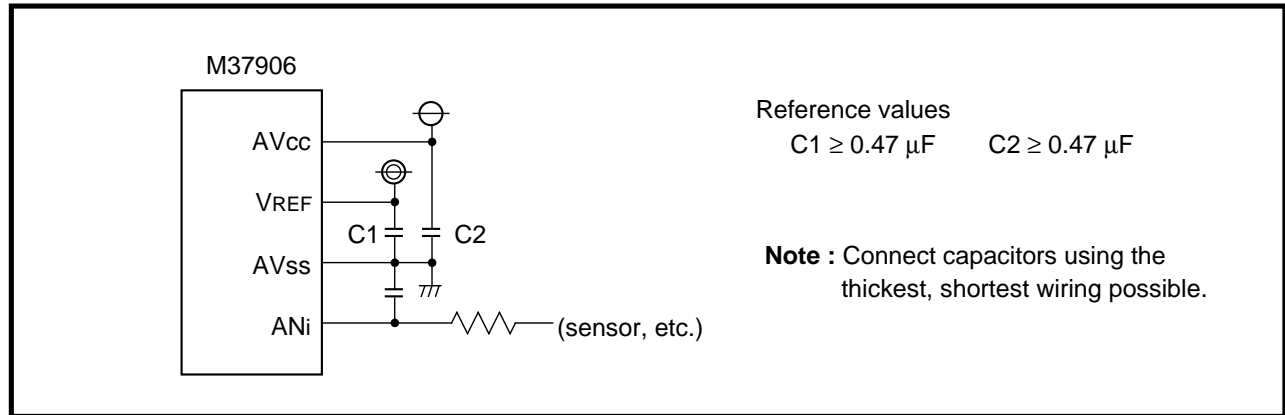 M37906
AVcc
VREF
AVss
ANi
C1
C2
(sensor, etc.)
Reference values
C1 ≥ 0.47 μF C2 ≥ 0.47 μF
Note : Connect capacitors using the
thickest, shortest wiring possible.